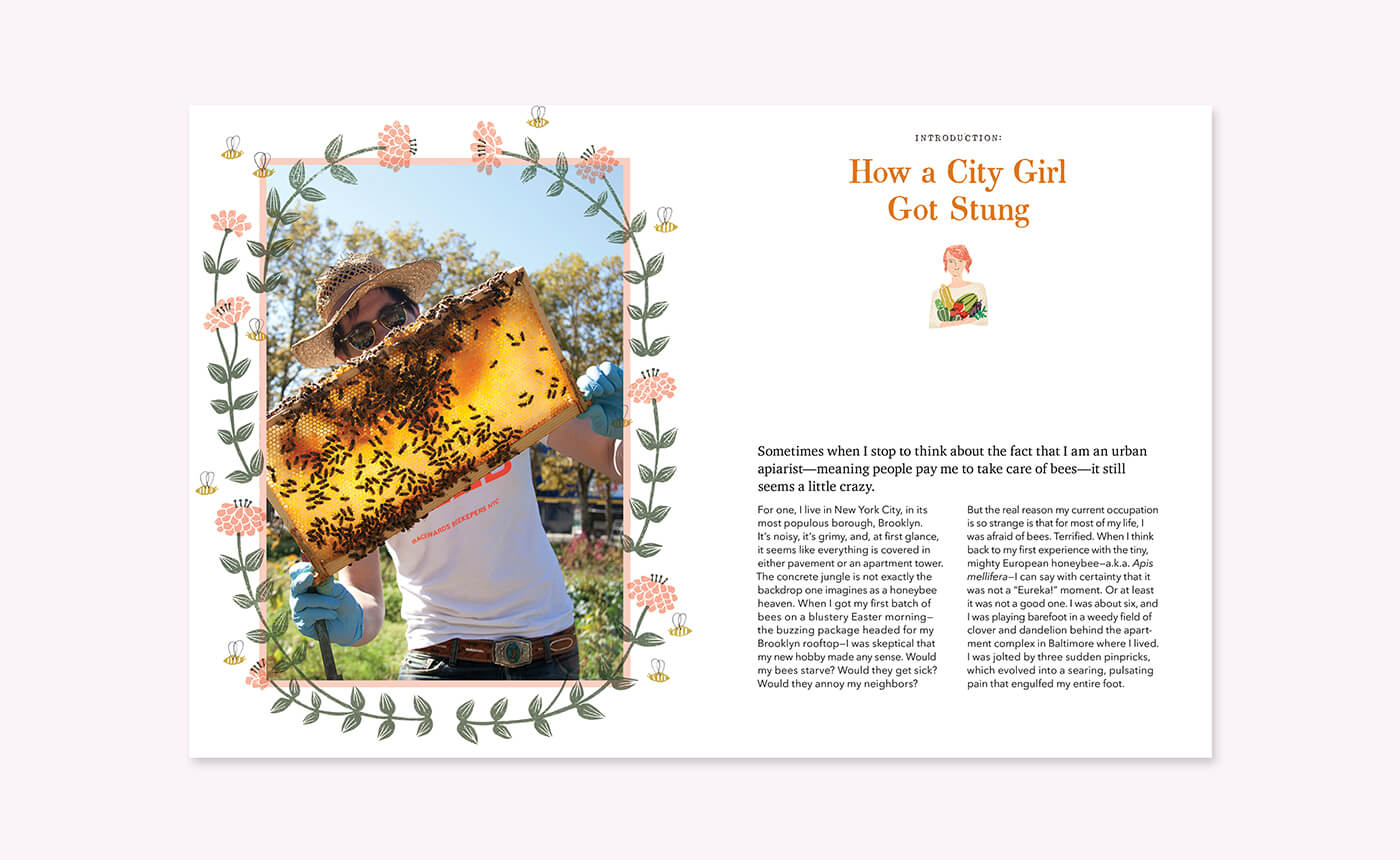 INTRODUCTION:
How a City Girl
Got Stung
BEEKEEPERS NYC
Sometimes when I stop to think about the fact that I am an urban
apiarist—meaning people pay me to take care of bees—it still
seems a little crazy.
For one, I live in New York City, in its
most populous borough, Brooklyn.
It's noisy, it's grimy, and, at first glance,
it seems like everything is covered in
either pavement or an apartment tower.
The concrete jungle is not exactly the
backdrop one imagines as a honeybee
heaven. When I got my first batch of
bees on a blustery Easter morning—
the buzzing package headed for my
Brooklyn rooftop—I was skeptical that
my new hobby made any sense. Would
my bees starve? Would they get sick?
Would they annoy my neighbors?
But the real reason my current occupation
is so strange is that for most of my life, I
was afraid of bees. Terrified. When I think
back to my first experience with the tiny,
mighty European honeybee—a.k.a. Apis
mellifera—I can say with certainty that it
was not a "Eureka!" moment. Or at least
it was not a good one. I was about six, and
I was playing barefoot in a weedy field of
clover and dandelion behind the apart-
ment complex in Baltimore where I lived.
I was jolted by three sudden pinpricks,
which evolved into a searing, pulsating
pain that engulfed my entire foot.